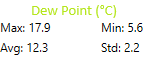 Dew Point (°C)
Max: 17.9 Min: 5.6
Avg: 12.3 Std: 2.2